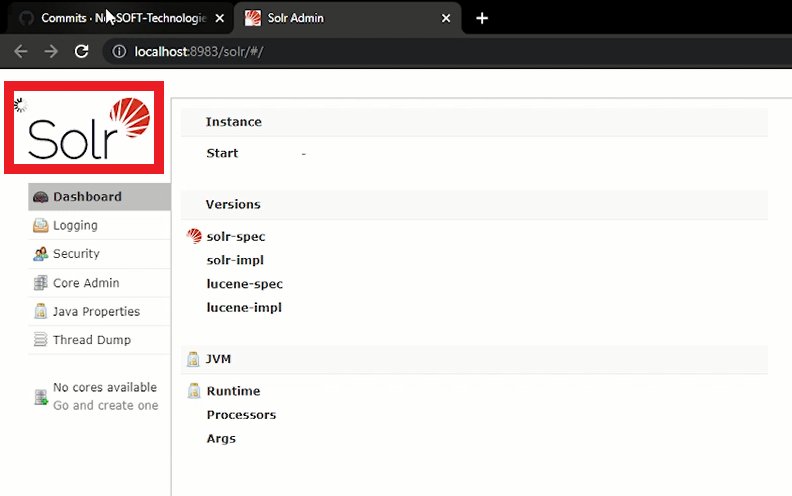 Commits · N SOFT-Technologie
Solr Admin
localhost:8983/solr/#/
Solr
Dashboard
Logging
Security
Core Admin
Java Properties
Thread Dump
No cores available
Go and create one
Instance
Start -
Versions
solr-spec
solr-impl
lucene-spec
lucene-impl
JVM
Runtime
Processors
Args